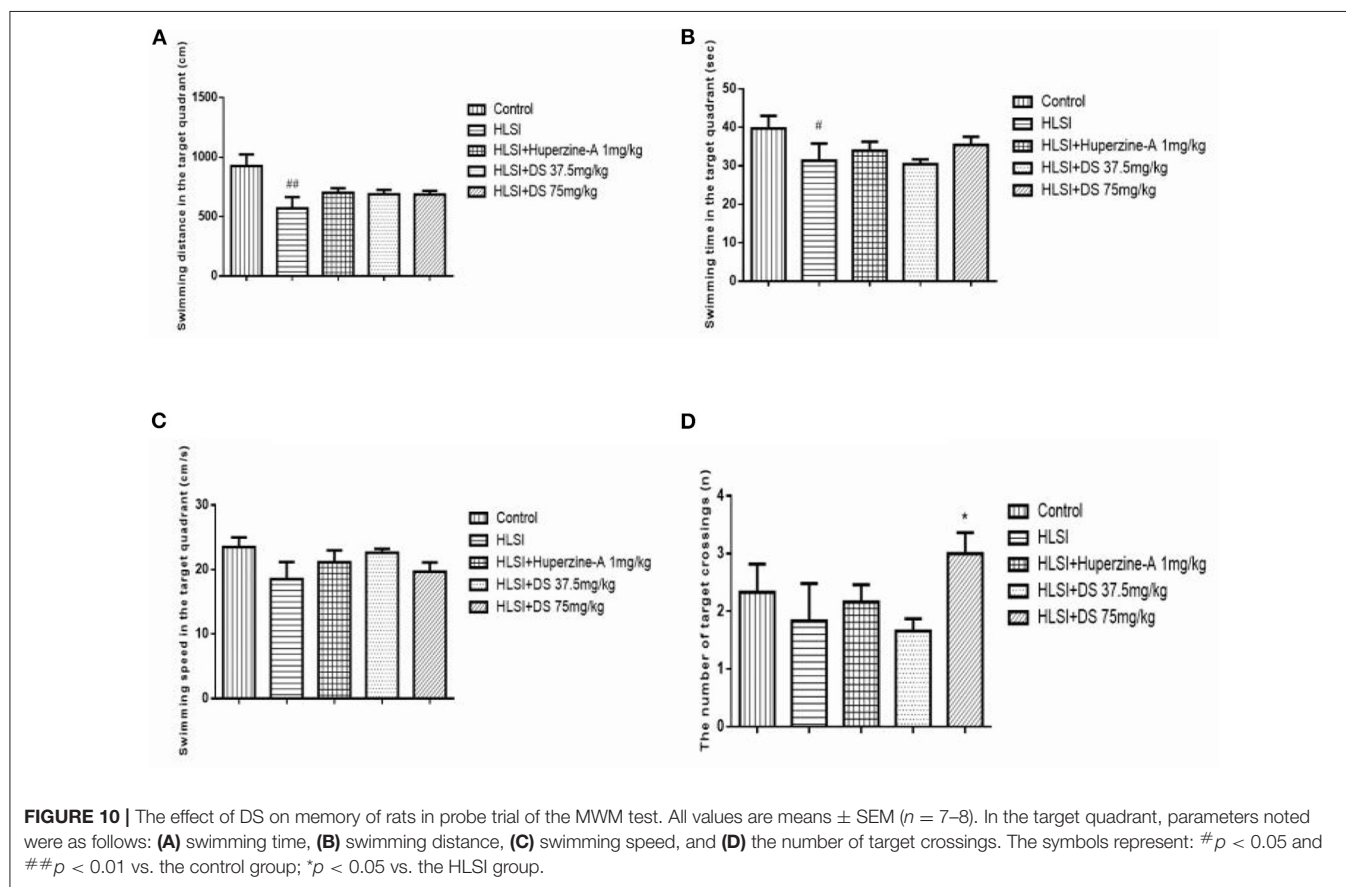 A
Swimming distance in the target quadrant (cm)
1500
1000
500
0
##
Control
HLSI
HLSI+Huperzine-A 1mg/kg
HLSI+DS 37.5mg/kg
HLSI+DS 75mg/kg
B
Swimming time in the target quadrant (sec)
50
40
30
20
10
0
#
Control
HLSI
HLSI+Huperzine-A 1mg/kg
HLSI+DS 37.5mg/kg
HLSI+DS 75mg/kg
C
Swimming speed in the target quadrant (cm/s)
30
20
10
0
Control
HLSI
HLSI+Huperzine-A 1mg/kg
HLSI+DS 37.5mg/kg
HLSI+DS 75mg/kg
D
The number of target crossings (n)
4
3
2
1
0
*
Control
HLSI
HLSI+Huperzine-A 1mg/kg
HLSI+DS 37.5mg/kg
HLSI+DS 75mg/kg
FIGURE 10 | The effect of DS on memory of rats in probe trial of the MWM test. All values are means ± SEM (n = 7–8). In the target quadrant, parameters noted
were as follows: (A) swimming time, (B) swimming distance, (C) swimming speed, and (D) the number of target crossings. The symbols represent: #p < 0.05 and
##p < 0.01 vs. the control group; *p < 0.05 vs. the HLSI group.